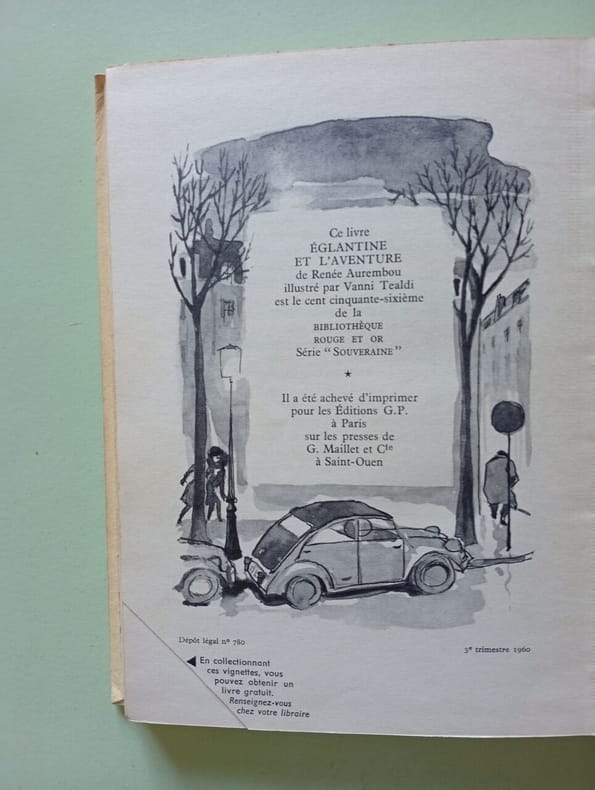 Ce livre
ÉGLANTINE
ET L'AVENTURE
de Renée Aurembou
illustré par Vanni Tealdi
est le cent cinquante-sixième
de la
BIBLIOTHÈQUE
ROUGE ET OR
Série "SOUVERAINE"
★
Il a été achevé d'imprimer
pour les Éditions G.P.
à Paris
sur les presses de
G. Maillet et Cie
à Saint-Ouen
Dépôt légal nº 780
3e trimestre 1960
◀ En collectionnant
ces vignettes, vous
pouvez obtenir un
livre gratuit.
Renseignez-vous
chez votre libraire